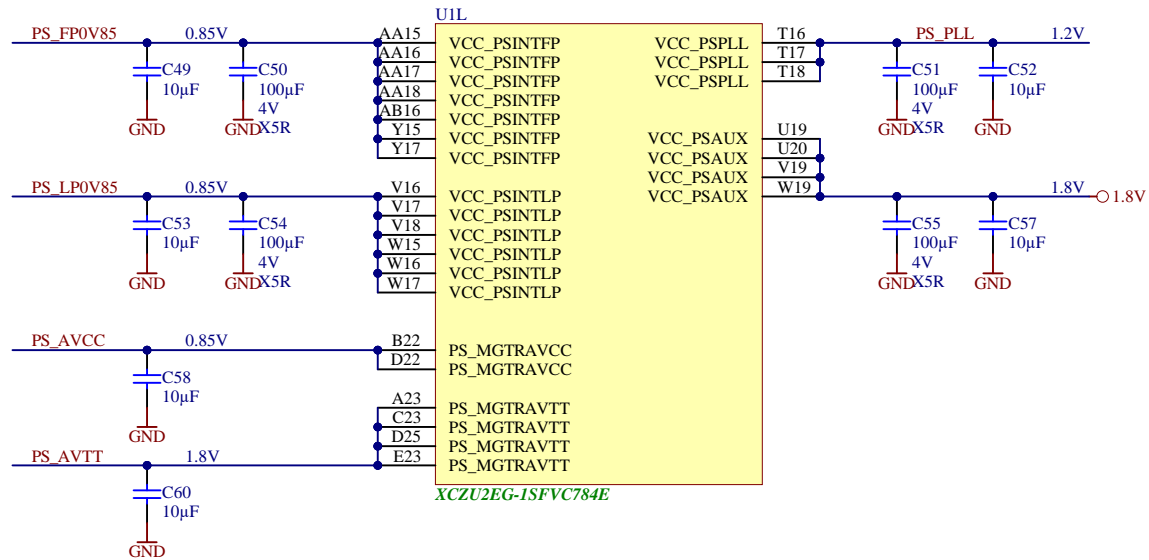 U1L
PS_FP0V85 0.85V
C49
10µF
GND
C50
100µF
4V
X5R
GND
AA15 VCC_PSINTFP
AA16 VCC_PSINTFP
AA17 VCC_PSINTFP
AA18 VCC_PSINTFP
AB16 VCC_PSINTFP
Y15 VCC_PSINTFP
Y17 VCC_PSINTFP
PS_LP0V85 0.85V
C53
10µF
GND
C54
100µF
4V
X5R
GND
V16 VCC_PSINTLP
V17 VCC_PSINTLP
V18 VCC_PSINTLP
W15 VCC_PSINTLP
W16 VCC_PSINTLP
W17 VCC_PSINTLP
PS_AVCC 0.85V
C58
10µF
GND
B22 PS_MGTRAVCC
D22 PS_MGTRAVCC
A23 PS_MGTRAVTT
C23 PS_MGTRAVTT
D25 PS_MGTRAVTT
E23 PS_MGTRAVTT
PS_AVTT 1.8V
C60
10µF
GND
VCC_PSPLL T16
VCC_PSPLL T17
VCC_PSPLL T18
PS_PLL 1.2V
C51
100µF
4V
X5R
GND
C52
10µF
GND
VCC_PSAUX U19
VCC_PSAUX U20
VCC_PSAUX V19
VCC_PSAUX W19
1.8V 1.8V
C55
100µF
4V
X5R
GND
C57
10µF
GND
XCZU2EG-1SFVC784E